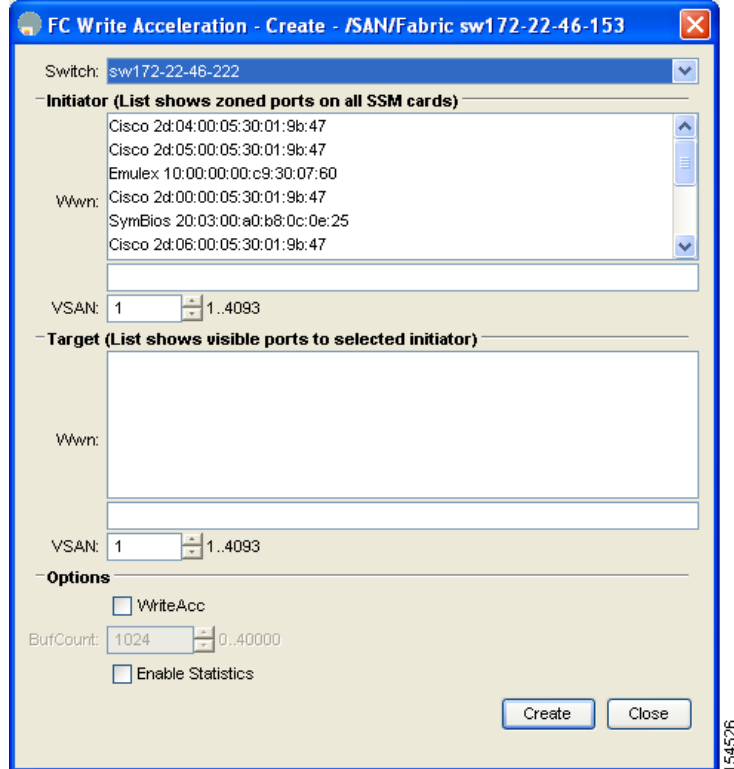 FC Write Acceleration - Create - /SAN/Fabric sw172-22-46-153
Switch: sw172-22-46-222
Initiator (List shows zoned ports on all SSM cards)
Cisco 2d:04:00:05:30:01:9b:47
Cisco 2d:05:00:05:30:01:9b:47
Emulex 10:00:00:00:c9:30:07:60
Wwn: Cisco 2d:00:00:05:30:01:9b:47
SymBios 20:03:00:a0:b8:0c:0e:25
Cisco 2d:06:00:05:30:01:9b:47
VSAN: 1 1..4093
Target (List shows visible ports to selected initiator)
Wwn:
VSAN: 1 1..4093
Options
WriteAcc
BufCount: 1024 0..40000
Enable Statistics
Create Close
154526